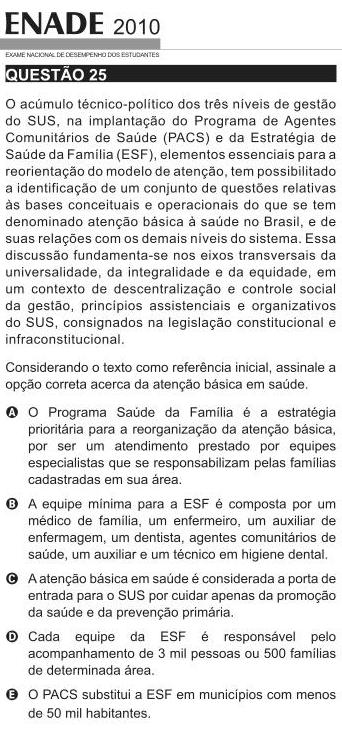 ENADE 2010
EXAME NACIONAL DE DESEMPENHO DOS ESTUDANTES
QUESTÃO 25
O acúmulo técnico-político dos três níveis de gestão
do SUS, na implantação do Programa de Agentes
Comunitários de Saúde (PACS) e da Estratégia de
Saúde da Família (ESF), elementos essenciais para a
reorientação do modelo de atenção, tem possibilitado
a identificação de um conjunto de questões relativas
às bases conceituais e operacionais do que se tem
denominado atenção básica à saúde no Brasil, e de
suas relações com os demais níveis do sistema. Essa
discussão fundamenta-se nos eixos transversais da
universalidade, da integralidade e da equidade, em
um contexto de descentralização e controle social
da gestão, princípios assistenciais e organizativos
do SUS, consignados na legislação constitucional e
infraconstitucional.
Considerando o texto como referência inicial, assinale a
opção correta acerca da atenção básica em saúde.
A O Programa Saúde da Família é a estratégia
prioritária para a reorganização da atenção básica,
por ser um atendimento prestado por equipes
especialistas que se responsabilizam pelas famílias
cadastradas em sua área.
B A equipe mínima para a ESF é composta por um
médico de família, um enfermeiro, um auxiliar de
enfermagem, um dentista, agentes comunitários de
saúde, um auxiliar e um técnico em higiene dental.
C A atenção básica em saúde é considerada a porta de
entrada para o SUS por cuidar apenas da promoção
da saúde e da prevenção primária.
D Cada equipe da ESF é responsável pelo
acompanhamento de 3 mil pessoas ou 500 famílias
de determinada área.
E O PACS substitui a ESF em municípios com menos
de 50 mil habitantes.